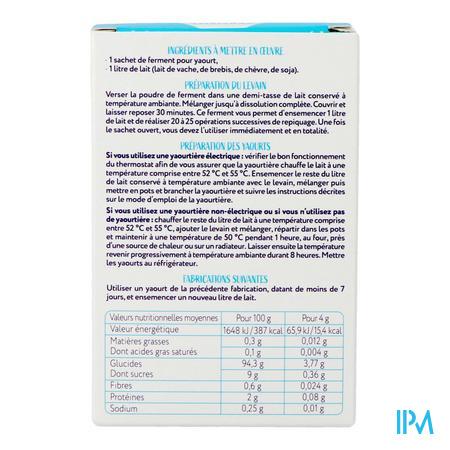 INGRÉDIENTS À METTRE EN ŒUVRE
• 1 sachet de ferment pour yaourt,
• 1 litre de lait (lait de vache, de brebis, de chèvre, de soja).
PRÉPARATION DU LEVAIN
Verser la poudre de ferment dans une demi-tasse de lait conservé à
température ambiante. Mélanger jusqu'à dissolution complète. Couvrir et
laisser reposer 30 minutes. Ce ferment vous permet d'ensemencer 1 litre
de lait et de réaliser 20 à 25 opérations successives de repiquage. Une fois
le sachet ouvert, vous devez l'utiliser immédiatement et en totalité.
PRÉPARATION DES YAOURTS
Si vous utilisez une yaourtière électrique : vérifier le bon fonctionnement
du thermostat afin de vous assurer que la yaourtière chauffe le lait à une
température comprise entre 52 °C et 55 °C. Ensemencer le reste du litre
de lait conservé à température ambiante avec le levain, mélanger puis
mettre en pots et brancher la yaourtière et suivre les instructions décrites
sur le mode d'emploi de la yaourtière.
Si vous utilisez une yaourtière non-électrique ou si vous n'utilisez pas
de yaourtière : chauffer le reste du litre de lait à une température comprise
entre 52 °C et 55 °C, ajouter le levain et mélanger, répartir dans les pots
et maintenir à une température de 50 °C pendant 1 heure, au four, près
d'une source de chaleur ou sur un radiateur. Laisser ensuite la température
revenir progressivement à température ambiante durant 8 heures. Mettre
les yaourts au réfrigérateur.
FABRICATIONS SUIVANTES
Utiliser un yaourt de la précédente fabrication, datant de moins de 7
jours, et ensemencer un nouveau litre de lait.
Valeurs nutritionnelles moyennes Pour 100 g Pour 4 g
Valeur énergétique 1648 kJ/387 kcal 65,9 kJ/15,4 kcal
Matières grasses 0,3 g 0,012 g
Dont acides gras saturés 0,1 g 0,004 g
Glucides 94,3 g 3,77 g
Dont sucres 9 g 0,36 g
Fibres 0,6 g 0,024 g
Protéines 2 g 0,08 g
Sodium 0,25 g 0,01 g
IPM